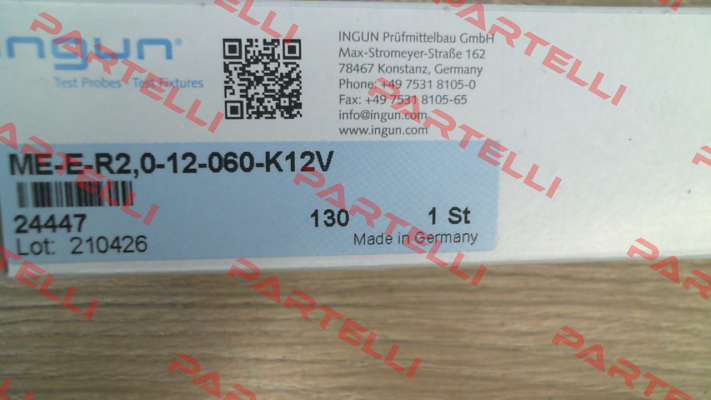 ingun®
Test Probes · Test Fixtures
INGUN Prüfmittelbau GmbH
Max-Stromeyer-Straße 162
78467 Konstanz, Germany
Phone: +49 7531 8105-0
Fax: +49 7531 8105-65
info@ingun.com
www.ingun.com
ME-E-R2,0-12-060-K12V
24447 130 1 St
Lot: 210426 Made in Germany
PARTELLI
PARTELLI
PARTELLI
PARTELLI
PARTELLI
PARTELLI
PARTELLI
PARTELLI